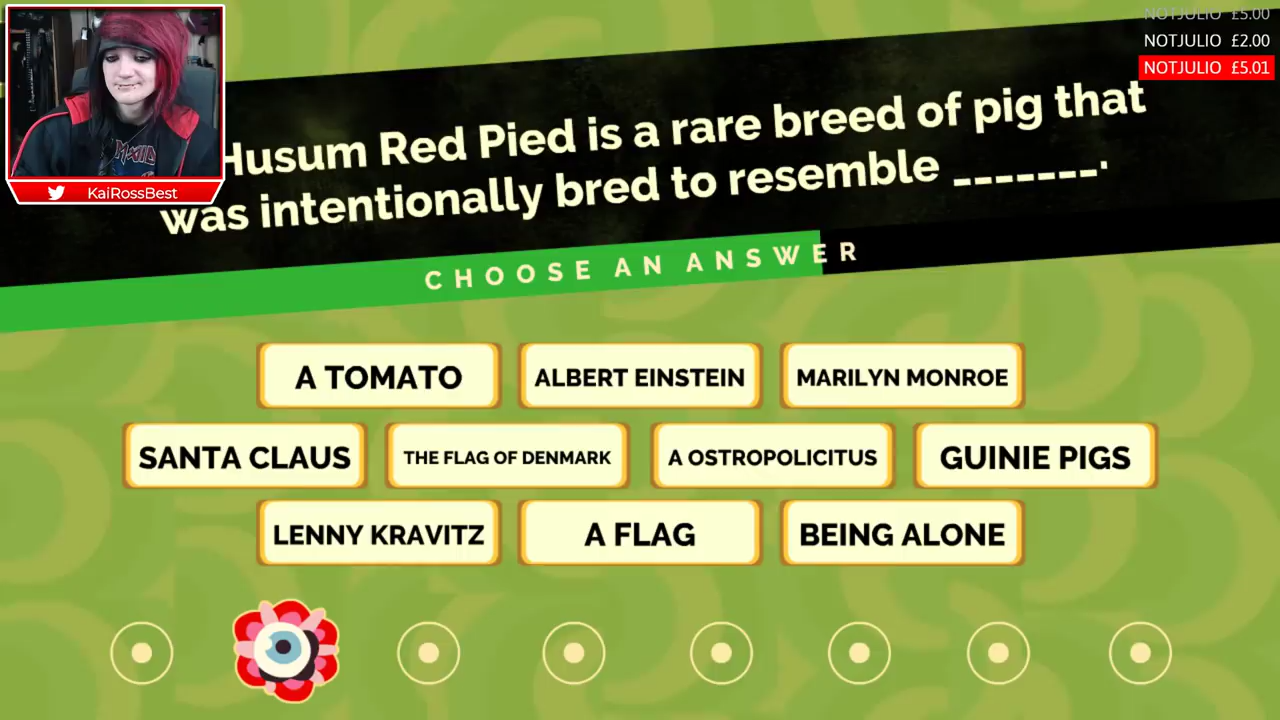 NOTJULIO £5.00
NOTJULIO £2.00
NOTJULIO £5.01
KaiRossBest
Husum Red Pied is a rare breed of pig that
was intentionally bred to resemble _______.
CHOOSE AN ANSWER
A TOMATO
ALBERT EINSTEIN
MARILYN MONROE
SANTA CLAUS
THE FLAG OF DENMARK
A OSTROPOLICITUS
GUINIE PIGS
LENNY KRAVITZ
A FLAG
BEING ALONE